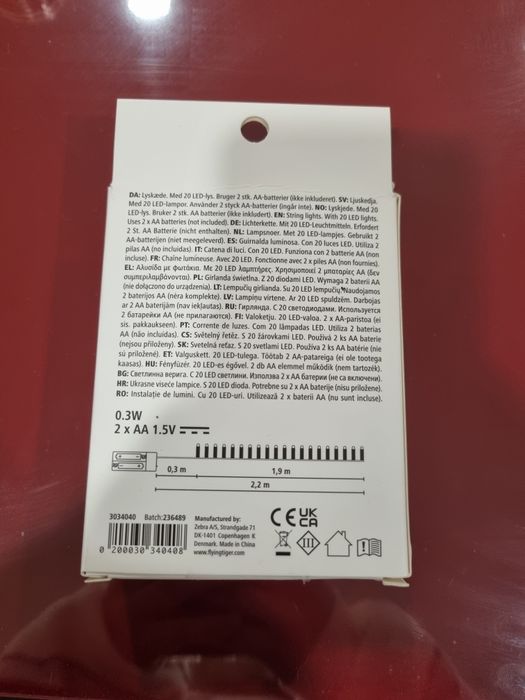 DA: Lyskæde. Med 20 LED-lys. Bruger 2 stk. AA-batterier (ikke inkluderet). SV: Ljuskedja.
Med 20 LED-lampor. Använder 2 styck AA-batterier (ingår inte). NO: Lyskjede. Med 20
LED-lys. Bruker 2 stk. AA batterier (ikke inkludert). EN: String lights. With 20 LED lights.
Uses 2 x AA batteries (not included). DE: Lichterkette. Mit 20 LED-Leuchtmitteln. Erfordert
2 St. AA Batterie (nicht enthalten). NL: Lampsnoer. Met 20 LED-lampjes. Gebruikt 2
AA-batterijen (niet meegeleverd). ES: Guirnalda luminosa. Con 20 luces LED. Utiliza 2
pilas AA (no incluidas). IT: Catena di luci. Con 20 LED. Funziona con 2 batterie AA (non
incluse). FR: Chaîne lumineuse. Avec 20 LED. Fonctionne avec 2 piles AA (non fournies).
EL: Αλυσίδα με φωτάκια. Με 20 LED λαμπτήρες. Χρησιμοποιεί 2 μπαταρίες AA (δεν
συμπεριλαμβάνονται). PL: Girlanda świetlna. Z 20 diodami LED. Wymaga 2 baterii AA
(nie dołączono do urządzenia). LT: Lempučių girlianda. Su 20 LED lempučių. Naudojamos
2 baterijos AA (nėra komplekte). LV: Lampiņu virtene. Ar 20 LED spuldzēm. Darbojas
ar 2 AA baterijām (nav iekļautas). RU: Гирлянда. С 20 светодиодами. Используется
2 батарейки AA (не прилагаются). FI: Valoketju. 20 LED-valoa. 2 x AA-paristoa (ei
sis. pakkaukseen). PT: Corrente de luzes. Com 20 lâmpadas LED. Utiliza 2 baterias
AA (não incluídas). CS: Světelný řetěz. S 20 žárovkami LED. Používá 2 ks AA baterie
(nejsou přiloženy). SK: Svetelná reťaz. S 20 svetlami LED. Používa 2 ks AA batérie (nie
sú priložené). ET: Valguskett. 20 LED-tulega. Töötab 2 AA-patareiga (ei ole tootega
kaasas). HU: Fényfüzér. 20 LED-es égővel. 2 db AA elemmel működik (nem tartozék).
BG: Светлинна верига. С 20 LED светлини. Използва 2 x AA батерии (не са включени).
HR: Ukrasne viseće lampice. S 20 LED dioda. Potrebne su 2 x AA baterije (nisu priložene).
RO: Instalație de lumini. Cu 20 LED-uri. Utilizează 2 x baterii AA (nu sunt incluse).
0.3W
2 x AA 1.5V
0,3 m 1,9 m
2,2 m
3034040 Batch:236489
0 200030 340408
Manufactured by:
Zebra A/S, Strandgade 71
DK-1401 Copenhagen K
Denmark. Made in China
www.flyingtiger.com
CE UK
CA
III